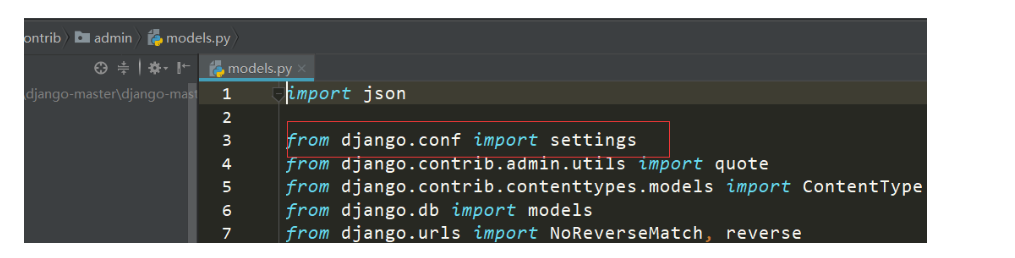 ontrib admin models.py
models.py
\django-master\django-mast
1 import json
2
3 from django.conf import settings
4 from django.contrib.admin.utils import quote
5 from django.contrib.contenttypes.models import ContentType
6 from django.db import models
7 from django.urls import NoReverseMatch, reverse